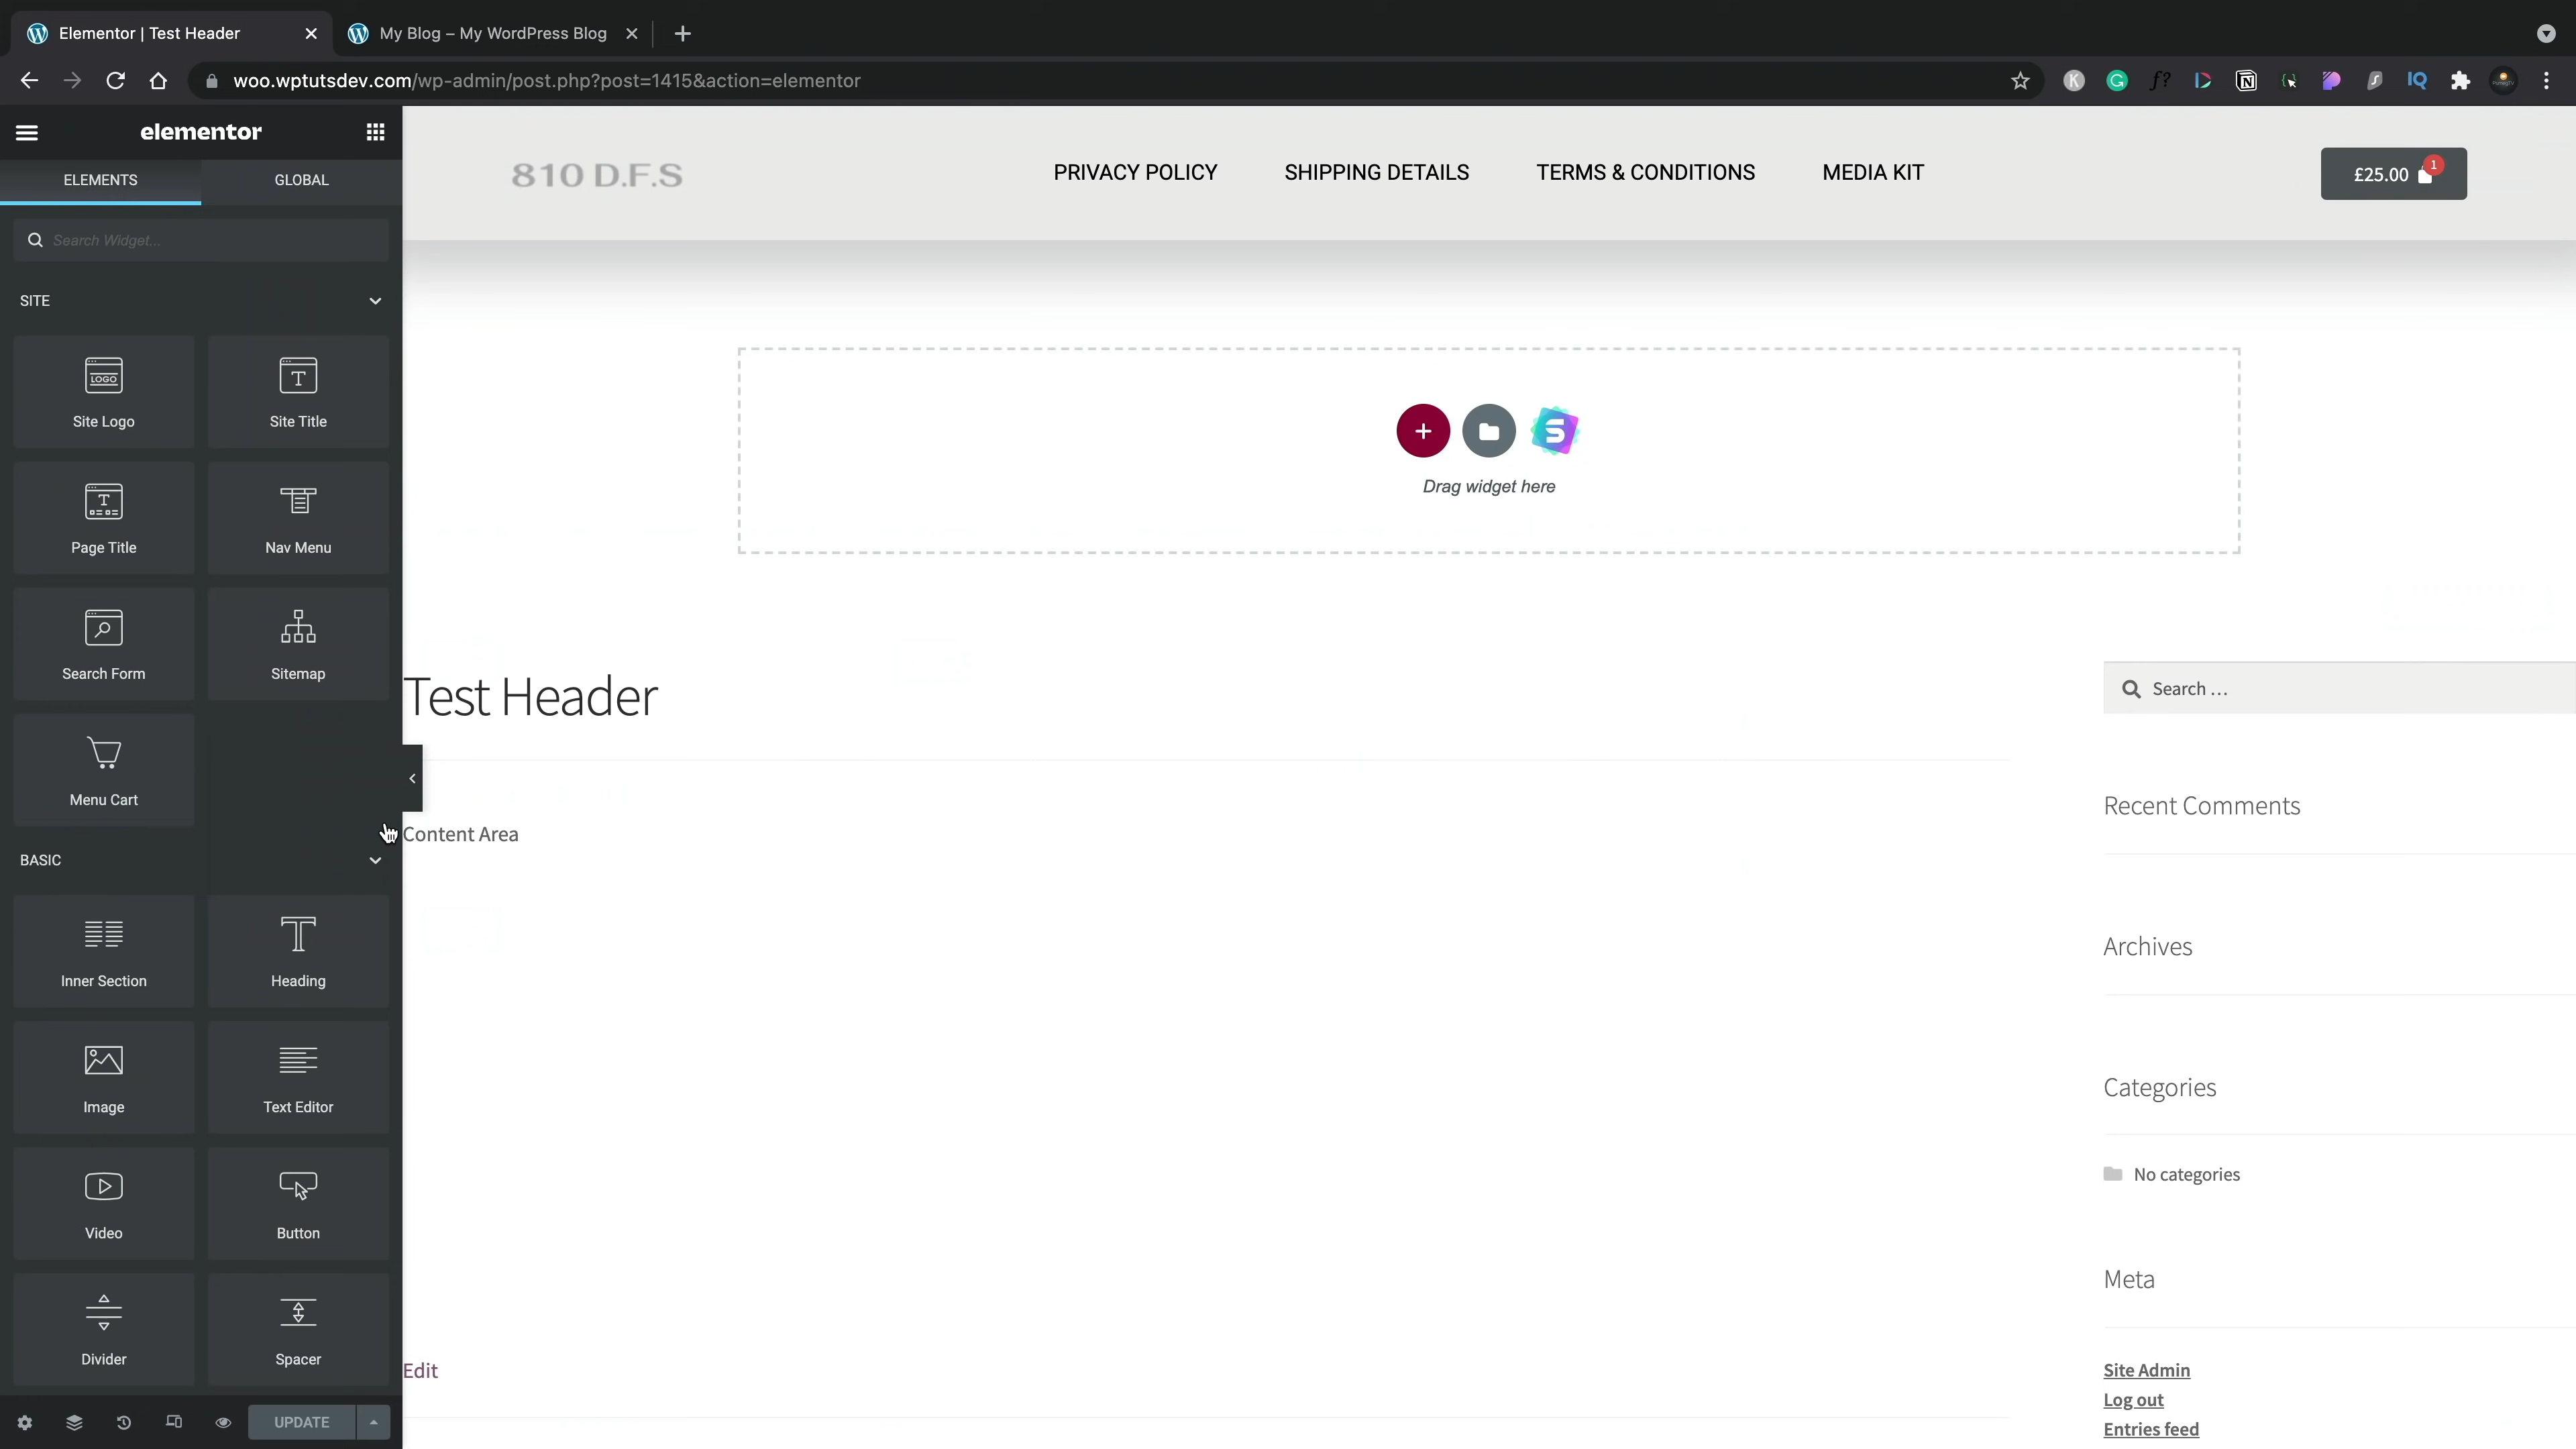 Elementor | Test Header
My Blog – My WordPress Blog
woo.wptutsdev.com/wp-admin/post.php?post=1415&action=elementor
elementor
ELEMENTS
GLOBAL
Search Widget...
SITE
LOGO
Site Logo
Site Title
Page Title
Nav Menu
Search Form
Sitemap
Menu Cart
BASIC
Inner Section
Heading
Image
Text Editor
Video
Button
Divider
Spacer
UPDATE
810 D.F.S
PRIVACY POLICY
SHIPPING DETAILS
TERMS & CONDITIONS
MEDIA KIT
£25.00
1
Drag widget here
Test Header
Content Area
Edit
Search ...
Recent Comments
Archives
Categories
No categories
Meta
Site Admin
Log out
Entries feed